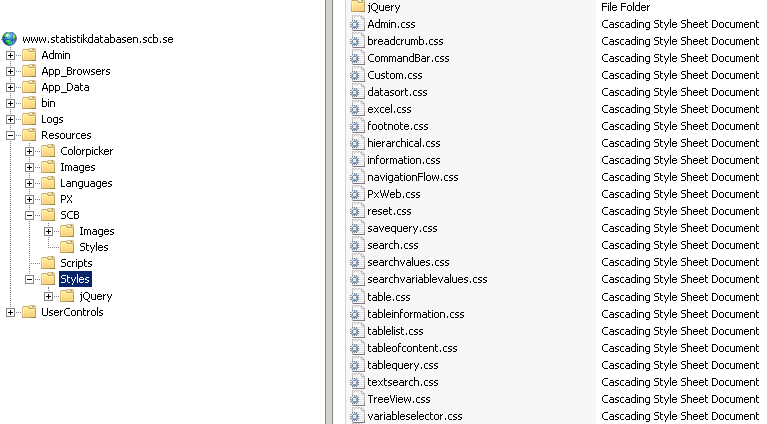 www.statistikdatabasen.scb.se
Admin
App_Browsers
App_Data
bin
Logs
Resources
Colorpicker
Images
Languages
PX
SCB
Images
Styles
Scripts
Styles
jQuery
UserControls
jQuery File Folder
Admin.css Cascading Style Sheet Document
breadcrumb.css Cascading Style Sheet Document
CommandBar.css Cascading Style Sheet Document
Custom.css Cascading Style Sheet Document
datasort.css Cascading Style Sheet Document
excel.css Cascading Style Sheet Document
footnote.css Cascading Style Sheet Document
hierarchical.css Cascading Style Sheet Document
information.css Cascading Style Sheet Document
navigationFlow.css Cascading Style Sheet Document
PxWeb.css Cascading Style Sheet Document
reset.css Cascading Style Sheet Document
savequery.css Cascading Style Sheet Document
search.css Cascading Style Sheet Document
searchvalues.css Cascading Style Sheet Document
searchvariablevalues.css Cascading Style Sheet Document
table.css Cascading Style Sheet Document
tableinformation.css Cascading Style Sheet Document
tablelist.css Cascading Style Sheet Document
tableofcontent.css Cascading Style Sheet Document
tablequery.css Cascading Style Sheet Document
textsearch.css Cascading Style Sheet Document
TreeView.css Cascading Style Sheet Document
variableselector.css Cascading Style Sheet Document